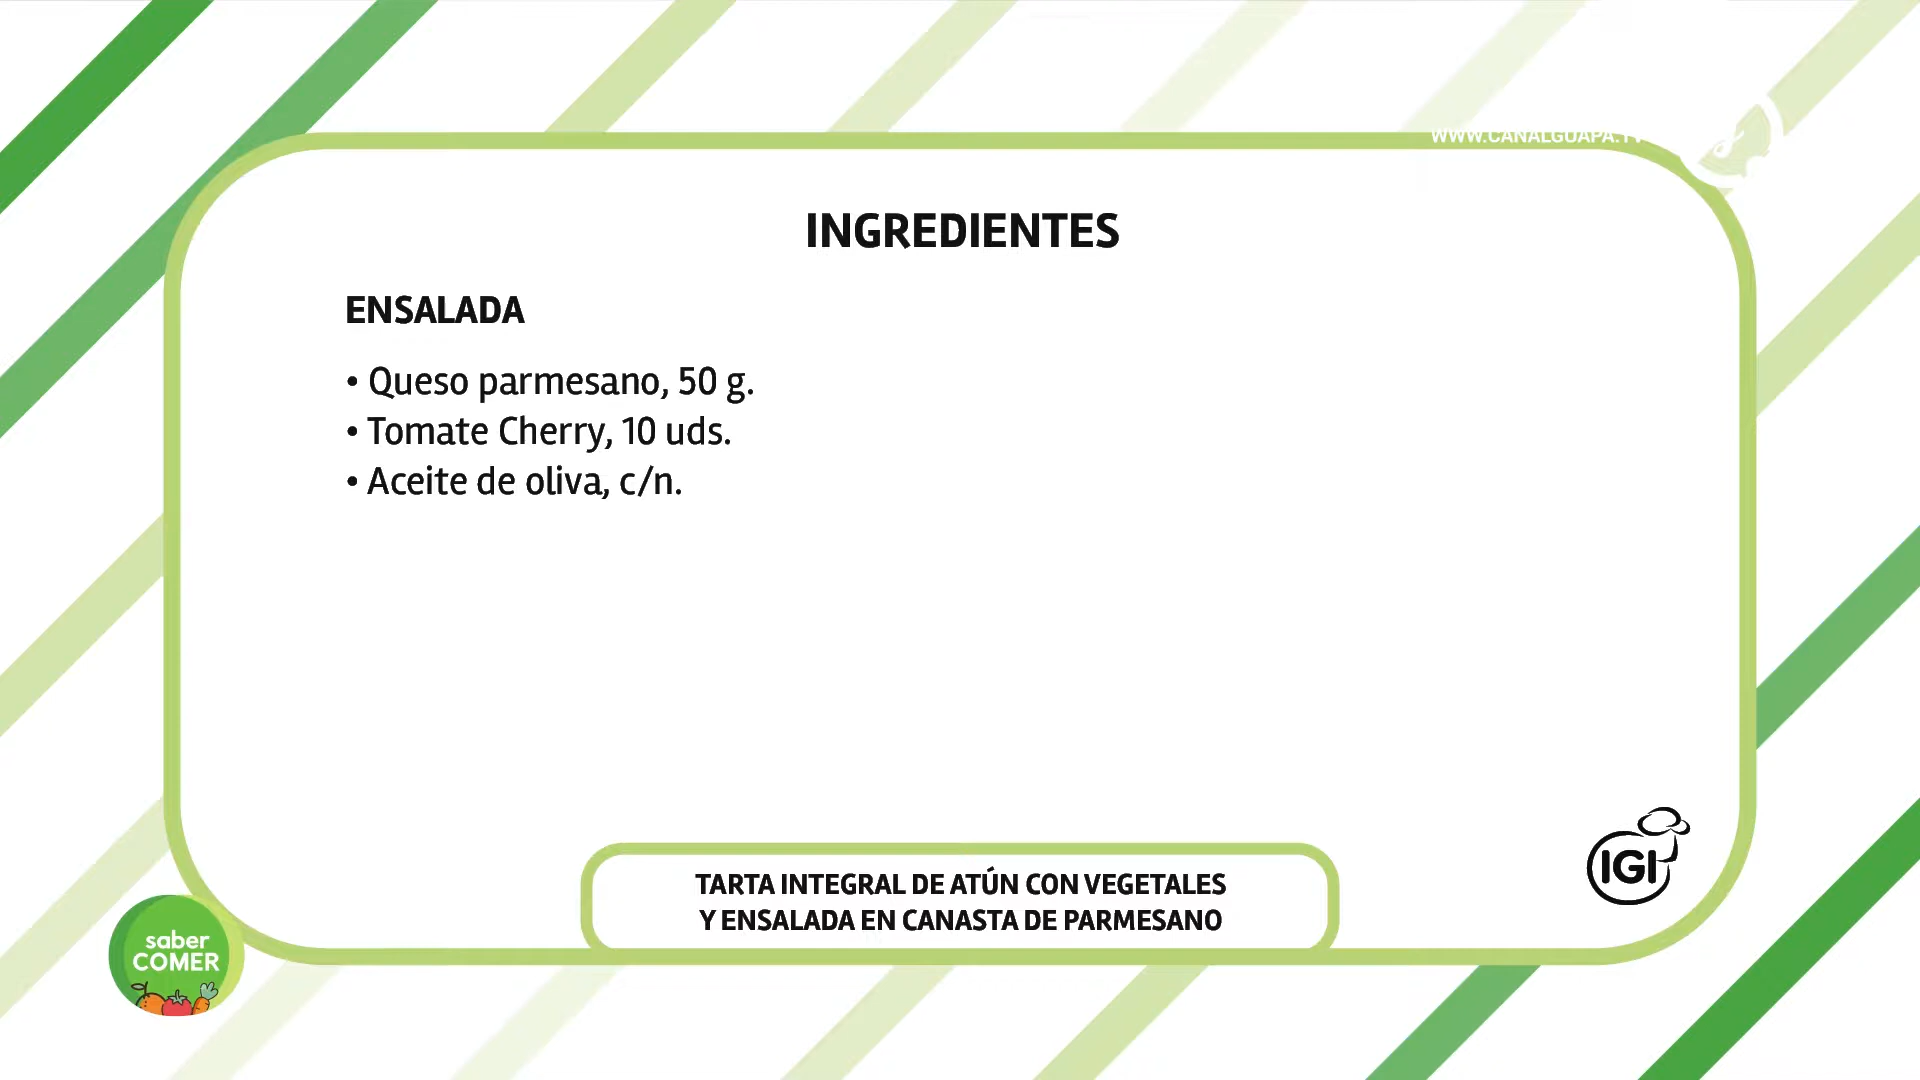 WWW.CANALGUAPA.TV
INGREDIENTES
ENSALADA
• Queso parmesano, 50 g.
• Tomate Cherry, 10 uds.
• Aceite de oliva, c/n.
IGI
TARTA INTEGRAL DE ATÚN CON VEGETALES
Y ENSALADA EN CANASTA DE PARMESANO
saber
COMER